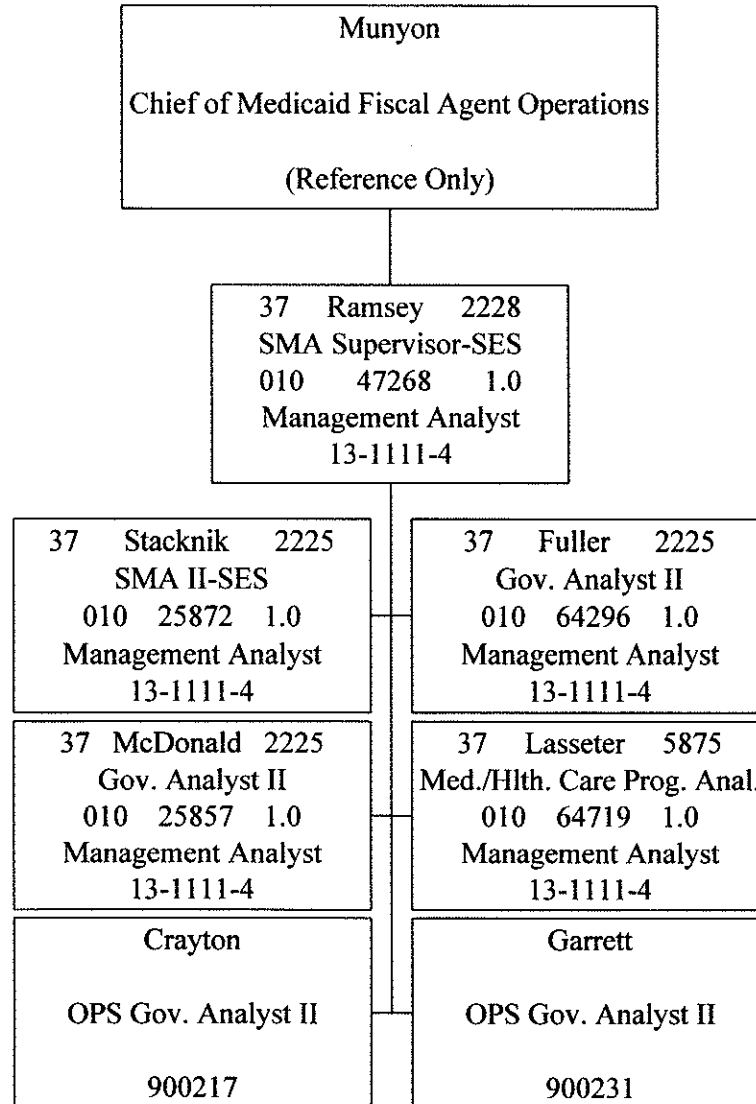 Munyon
Chief of Medicaid Fiscal Agent Operations
(Reference Only)
37 Ramsey 2228
SMA Supervisor-SES
010 47268 1.0
Management Analyst
13-1111-4
37 Stacknik 2225
SMA II-SES
010 25872 1.0
Management Analyst
13-1111-4
37 Fuller 2225
Gov. Analyst II
010 64296 1.0
Management Analyst
13-1111-4
37 McDonald 2225
Gov. Analyst II
010 25857 1.0
Management Analyst
13-1111-4
37 Lasseter 5875
Med./Hlth. Care Prog. Anal.
010 64719 1.0
Management Analyst
13-1111-4
Crayton
OPS Gov. Analyst II
900217
Garrett
OPS Gov. Analyst II
900231